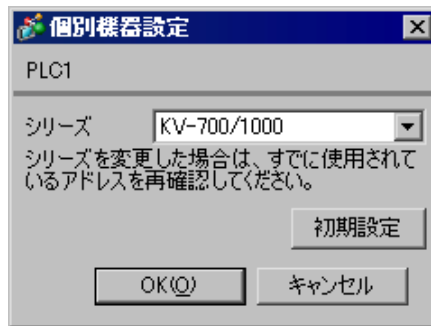 個別機器設定
PLC1
シリーズ KV-700/1000
シリーズを変更した場合は、すでに使用されて
いるアドレスを再確認してください。
初期設定
OK(O) キャンセル